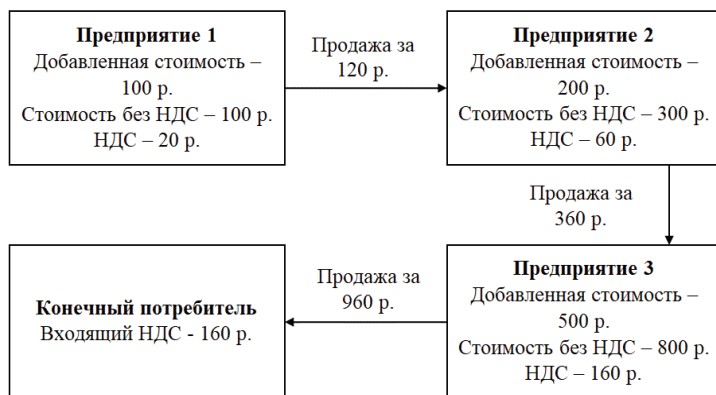 Предприятие 1
Добавленная стоимость –
100 р.
Стоимость без НДС – 100 р.
НДС – 20 р.
Продажа за
120 р.
Предприятие 2
Добавленная стоимость –
200 р.
Стоимость без НДС – 300 р.
НДС – 60 р.
Продажа за
360 р.
Предприятие 3
Добавленная стоимость –
500 р.
Стоимость без НДС – 800 р.
НДС – 160 р.
Продажа за
960 р.
Конечный потребитель
Входящий НДС - 160 р.